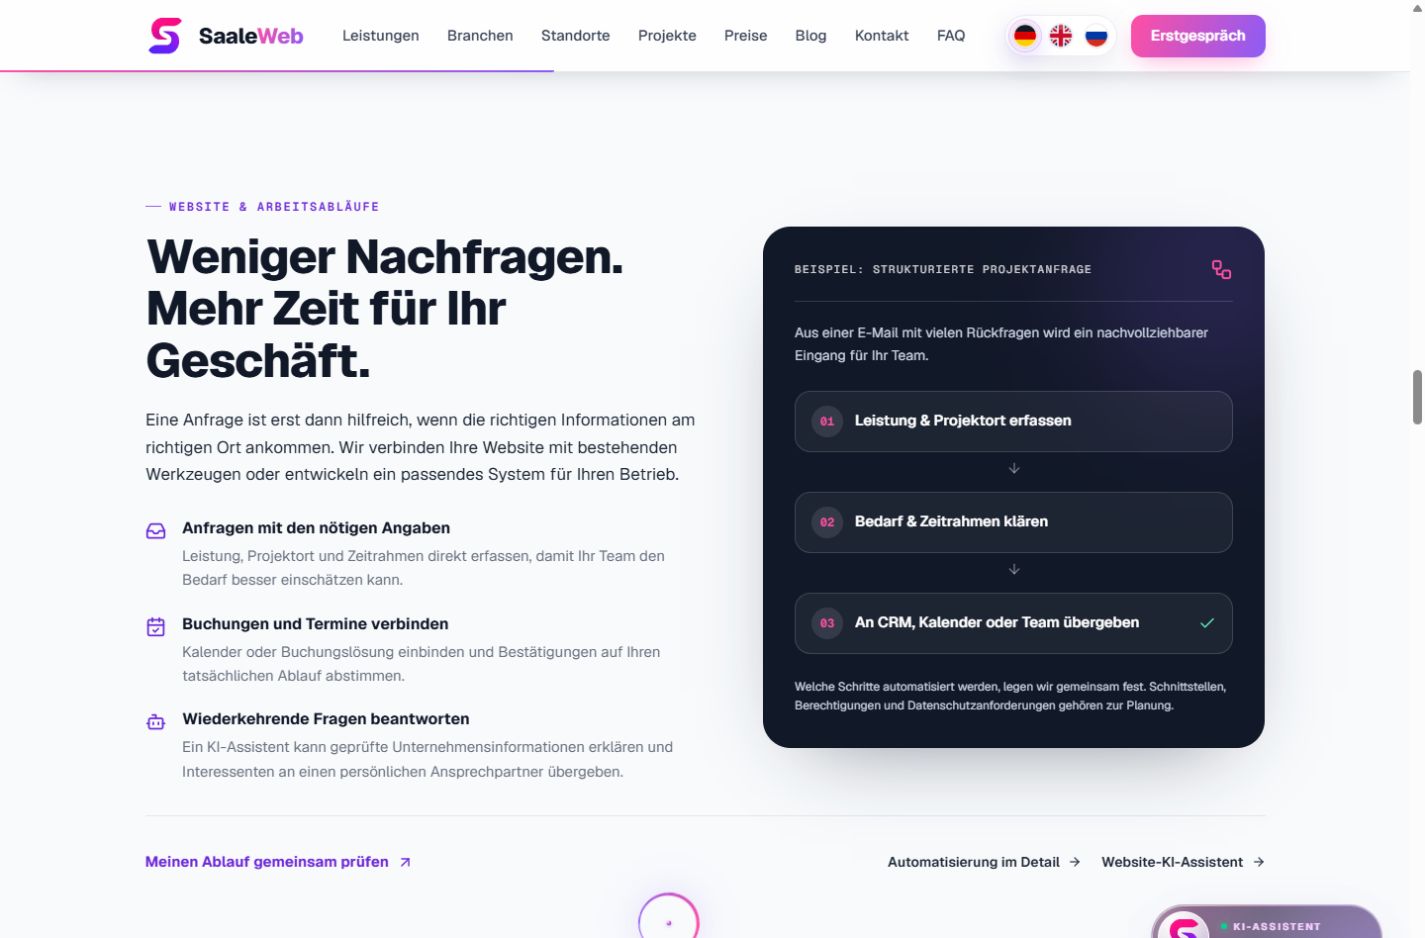 SaaleWeb
Leistungen
Branchen
Standorte
Projekte
Preise
Blog
Kontakt
FAQ
Erstgespräch
WEBSITE & ARBEITSABLÄUFE
Weniger Nachfragen.
Mehr Zeit für Ihr
Geschäft.
Eine Anfrage ist erst dann hilfreich, wenn die richtigen Informationen am
richtigen Ort ankommen. Wir verbinden Ihre Website mit bestehenden
Werkzeugen oder entwickeln ein passendes System für Ihren Betrieb.
Anfragen mit den nötigen Angaben
Leistung, Projektort und Zeitrahmen direkt erfassen, damit Ihr Team den
Bedarf besser einschätzen kann.
Buchungen und Termine verbinden
Kalender oder Buchungslösung einbinden und Bestätigungen auf Ihren
tatsächlichen Ablauf abstimmen.
Wiederkehrende Fragen beantworten
Ein KI-Assistent kann geprüfte Unternehmensinformationen erklären und
Interessenten an einen persönlichen Ansprechpartner übergeben.
BEISPIEL: STRUKTURIERTE PROJEKTANFRAGE
Aus einer E-Mail mit vielen Rückfragen wird ein nachvollziehbarer
Eingang für Ihr Team.
01 Leistung & Projektort erfassen
02 Bedarf & Zeitrahmen klären
03 An CRM, Kalender oder Team übergeben
Welche Schritte automatisiert werden, legen wir gemeinsam fest. Schnittstellen,
Berechtigungen und Datenschutzanforderungen gehören zur Planung.
Meinen Ablauf gemeinsam prüfen
Automatisierung im Detail
Website-KI-Assistent
KI-ASSISTENT